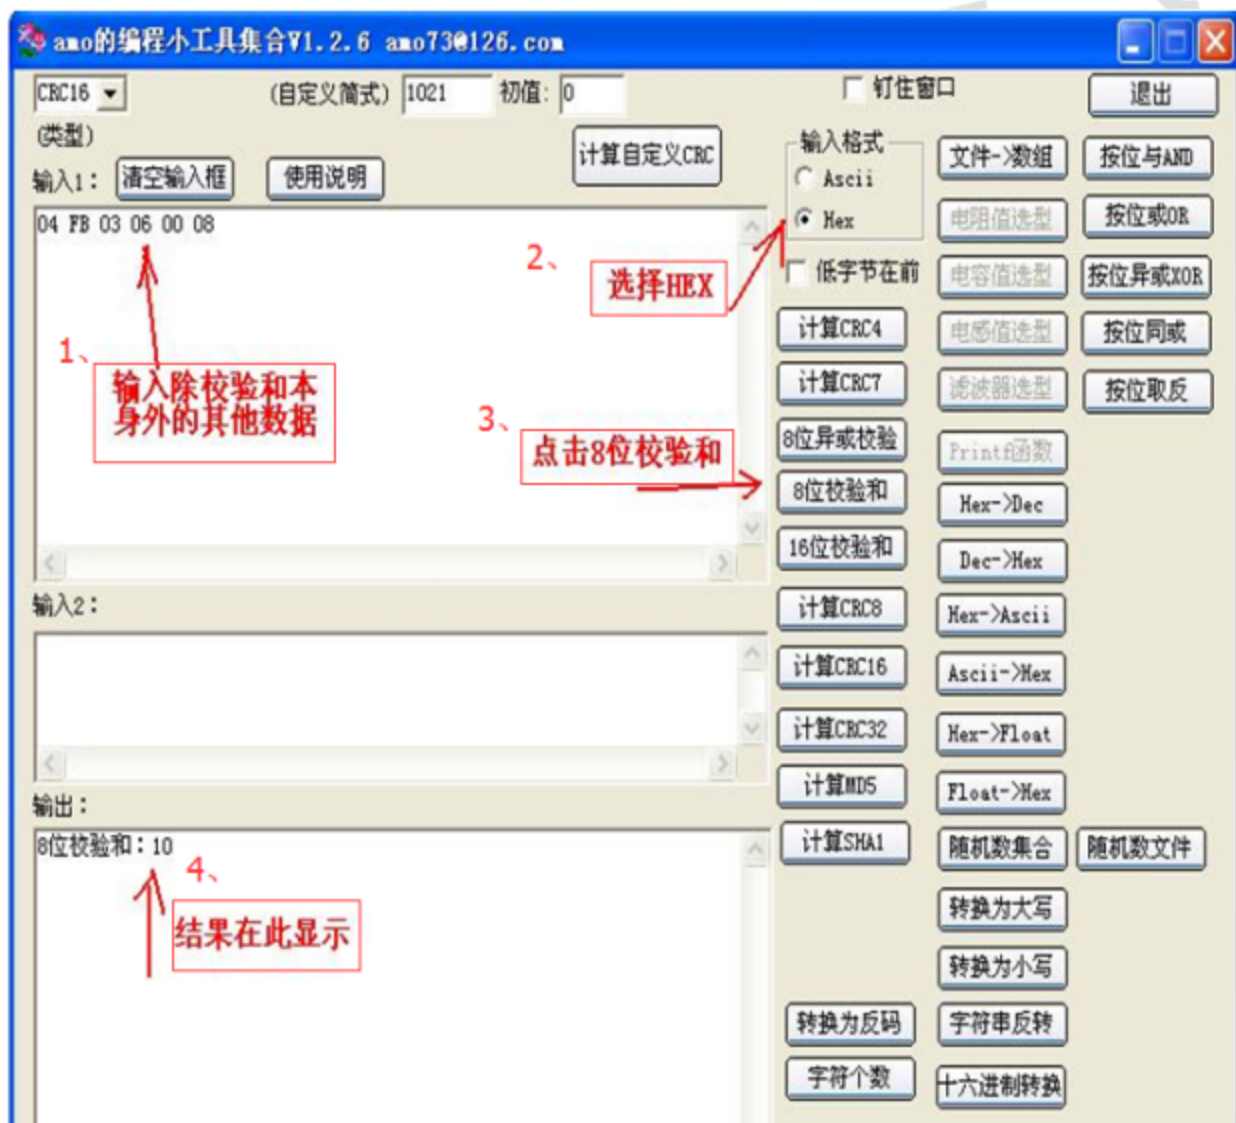 amo的编程小工具集合V1.2.6 amo73@126.com
CRC16
(自定义简式) 1021 初值: 0
钉住窗口
退出
(类型)
计算自定义CRC
输入1: 清空输入框 使用说明
输入格式
Ascii
Hex
文件->数组
按位与AND
04 FB 03 06 00 08
电阻值选型
按位或OR
2、
选择HEX
低字节在前
电容值选型
按位异或XOR
1、
输入除校验和本
身外的其他数据
计算CRC4
电感值选型
按位同或
计算CRC7
滤波器选型
按位取反
3、
点击8位校验和
8位异或校验
Printf函数
8位校验和
Hex->Dec
16位校验和
Dec->Hex
输入2:
计算CRC8
Hex->Ascii
计算CRC16
Ascii->Hex
计算CRC32
Hex->Float
计算MD5
Float->Hex
输出:
8位校验和:10
计算SHA1
随机数集合
随机数文件
4、
结果在此显示
转换为大写
转换为小写
转换为反码
字符串反转
字符个数
十六进制转换